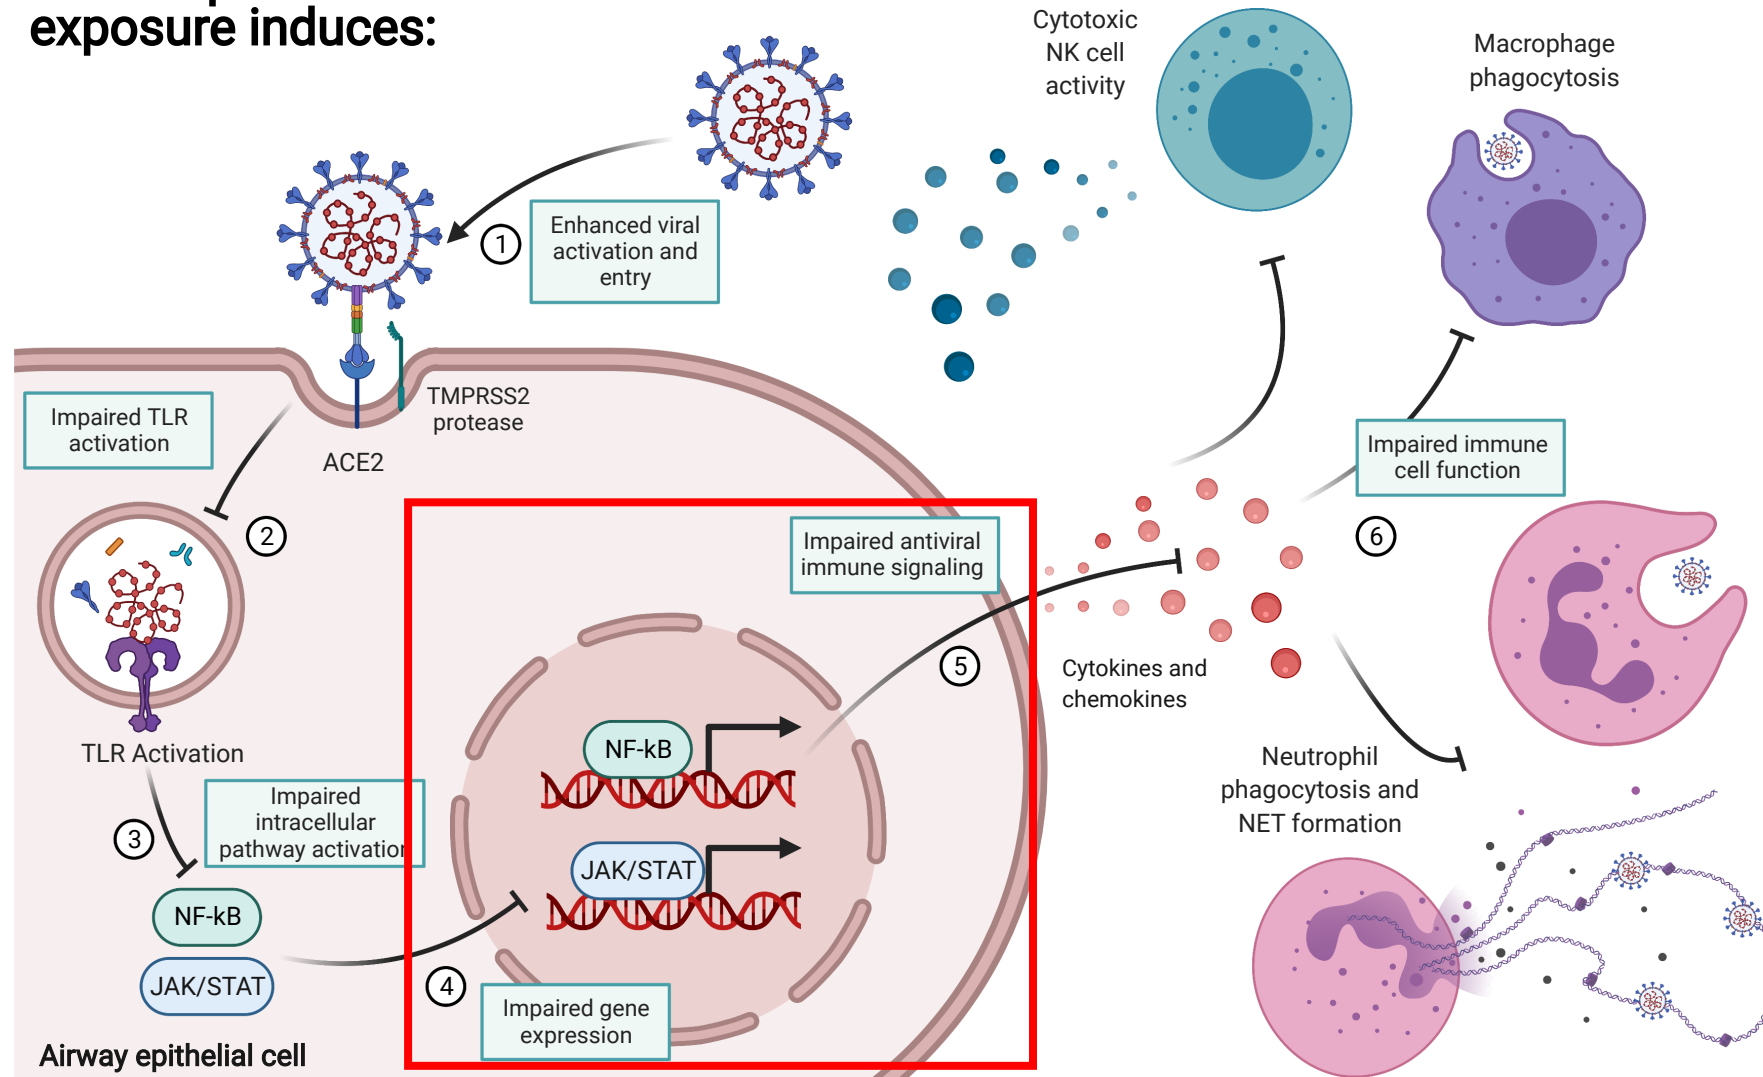 exposure induces:
Cytotoxic
NK cell
activity
Macrophage
phagocytosis
1
Enhanced viral
activation and
entry
TMPRSS2
protease
ACE2
Impaired TLR
activation
2
TLR Activation
3
Impaired
intracellular
pathway activation
NF-kB
JAK/STAT
Airway epithelial cell
4
Impaired gene
expression
NF-kB
JAK/STAT
Impaired antiviral
immune signaling
5
Cytokines and
chemokines
Impaired immune
cell function
6
Neutrophil
phagocytosis and
NET formation